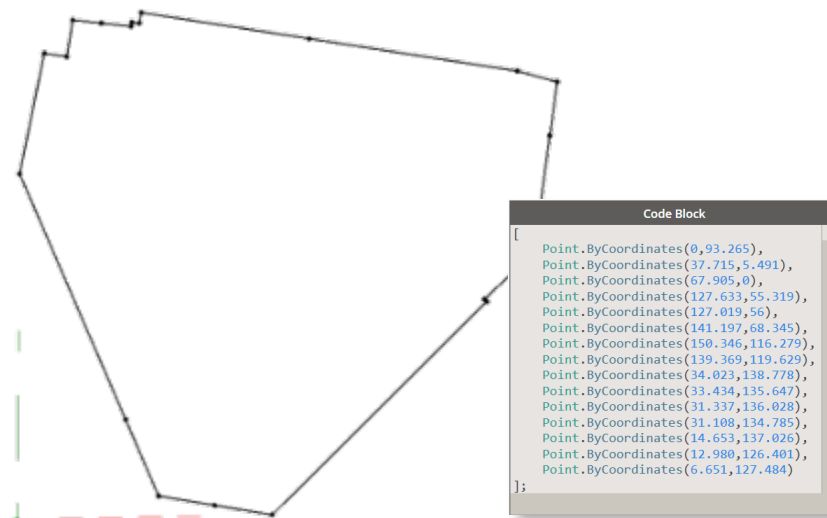 Code Block
[
Point.ByCoordinates(0,93.265),
Point.ByCoordinates(37.715,5.491),
Point.ByCoordinates(67.905,0),
Point.ByCoordinates(127.633,55.319),
Point.ByCoordinates(127.019,56),
Point.ByCoordinates(141.197,68.345),
Point.ByCoordinates(150.346,116.279),
Point.ByCoordinates(139.369,119.629),
Point.ByCoordinates(34.023,138.778),
Point.ByCoordinates(33.434,135.647),
Point.ByCoordinates(31.337,136.028),
Point.ByCoordinates(31.108,134.785),
Point.ByCoordinates(14.653,137.026),
Point.ByCoordinates(12.980,126.401),
Point.ByCoordinates(6.651,127.484)
];